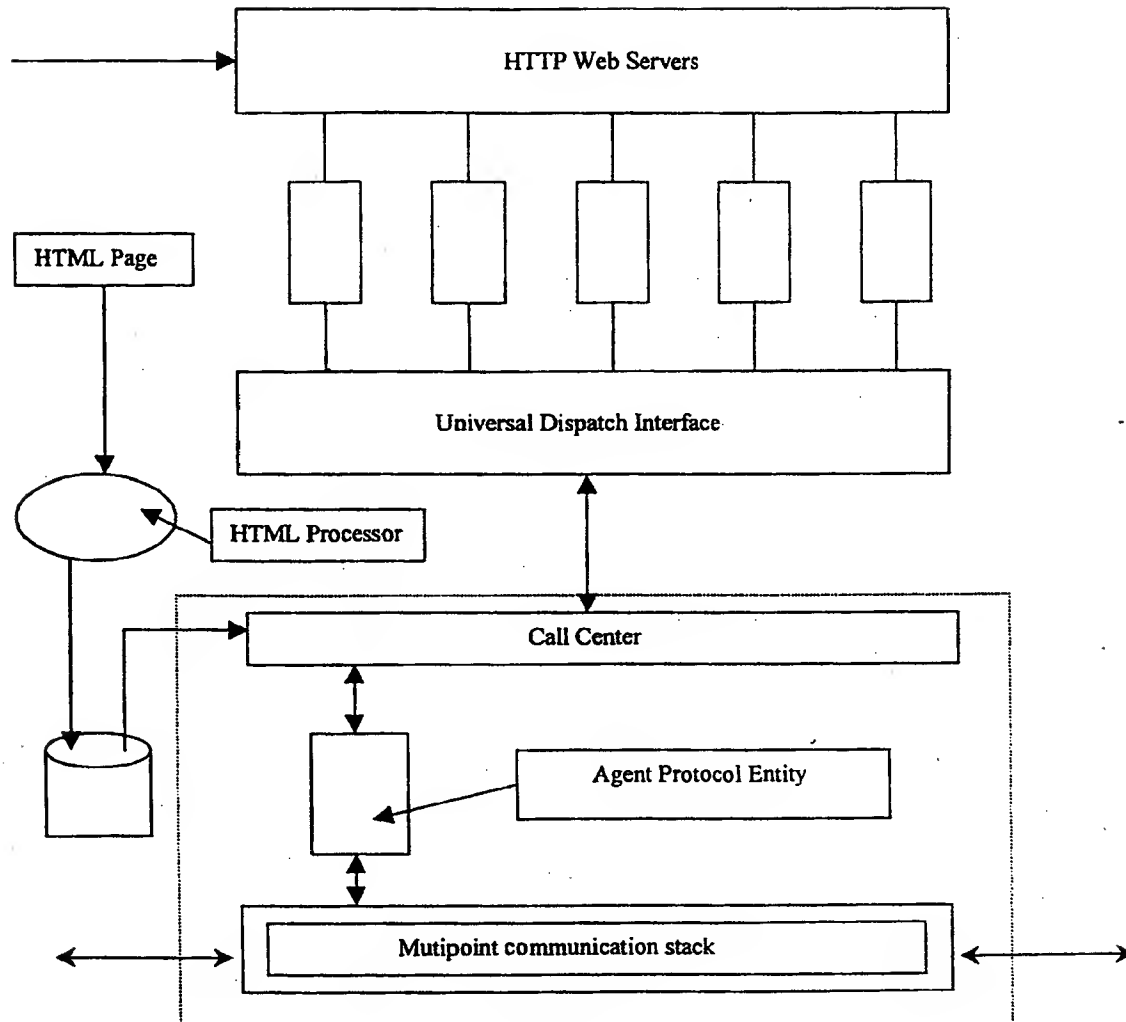 HTTP Web Servers
HTML Page
Universal Dispatch Interface
HTML Processor
Call Center
Agent Protocol Entity
Mutipoint communication stack